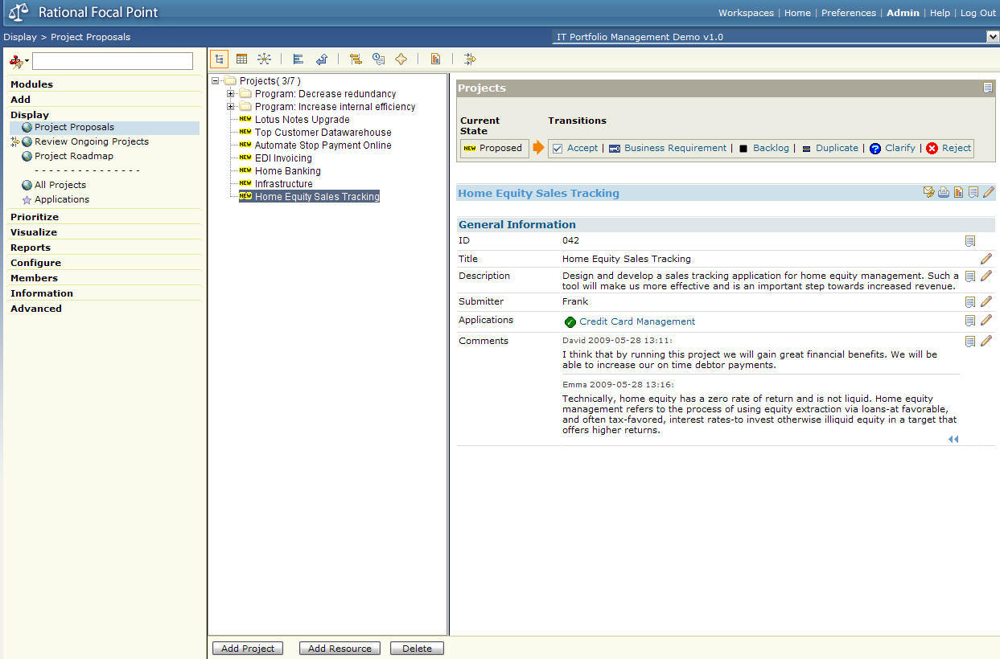 Rational Focal Point
Workspaces | Home | Preferences | Admin | Help | Log Out
Display > Project Proposals
IT Portfolio Management Demo v1.0
Modules
Add
Display
Project Proposals
Review Ongoing Projects
Project Roadmap
- - - - - - - - - - - - - - -
All Projects
Applications
Prioritize
Visualize
Reports
Configure
Members
Information
Advanced
Projects( 3/7 )
Program: Decrease redundancy
Program: Increase internal efficiency
NEW Lotus Notes Upgrade
NEW Top Customer Datawarehouse
NEW Automate Stop Payment Online
NEW EDI Invoicing
NEW Home Banking
NEW Infrastructure
NEW Home Equity Sales Tracking
Add Project
Add Resource
Delete
Projects
Current
State
Transitions
NEW Proposed
Accept | Business Requirement | Backlog | Duplicate | Clarify | Reject
Home Equity Sales Tracking
General Information
ID 042
Title Home Equity Sales Tracking
Description Design and develop a sales tracking application for home equity management. Such a
tool will make us more effective and is an important step towards increased revenue.
Submitter Frank
Applications Credit Card Management
Comments David 2009-05-28 13:11:
I think that by running this project we will gain great financial benefits. We will be
able to increase our on time debtor payments.
Emma 2009-05-28 13:16:
Technically, home equity has a zero rate of return and is not liquid. Home equity
management refers to the process of using equity extraction via loans-at favorable,
and often tax-favored, interest rates-to invest otherwise illiquid equity in a target that
offers higher returns.